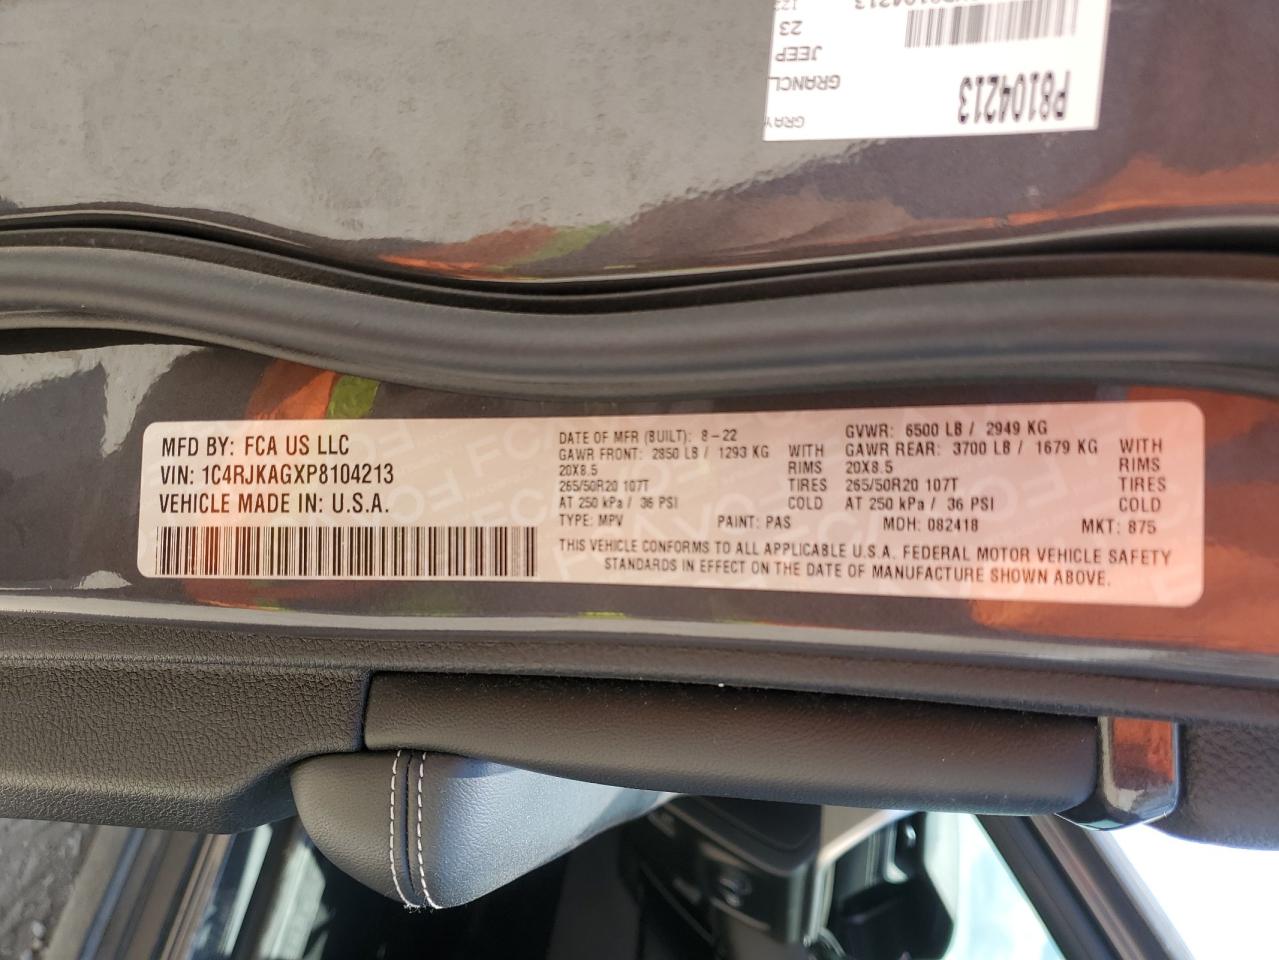 P8104213
GRAY
GRANCL
JEEP
23
MFD BY: FCA US LLC
VIN: 1C4RJKAGXP8104213
VEHICLE MADE IN: U.S.A.
DATE OF MFR (BUILT): 8-22
GVWR: 6500 LB / 2949 KG
GAWR FRONT: 2850 LB / 1293 KG WITH
GAWR REAR: 3700 LB / 1679 KG WITH
20X8.5 RIMS
20X8.5 RIMS
265/50R20 107T TIRES
265/50R20 107T TIRES
AT 250 kPa / 36 PSI COLD
AT 250 kPa / 36 PSI COLD
TYPE: MPV PAINT: PAS MDH: 082418 MKT: 875
THIS VEHICLE CONFORMS TO ALL APPLICABLE U.S.A. FEDERAL MOTOR VEHICLE SAFETY
STANDARDS IN EFFECT ON THE DATE OF MANUFACTURE SHOWN ABOVE.